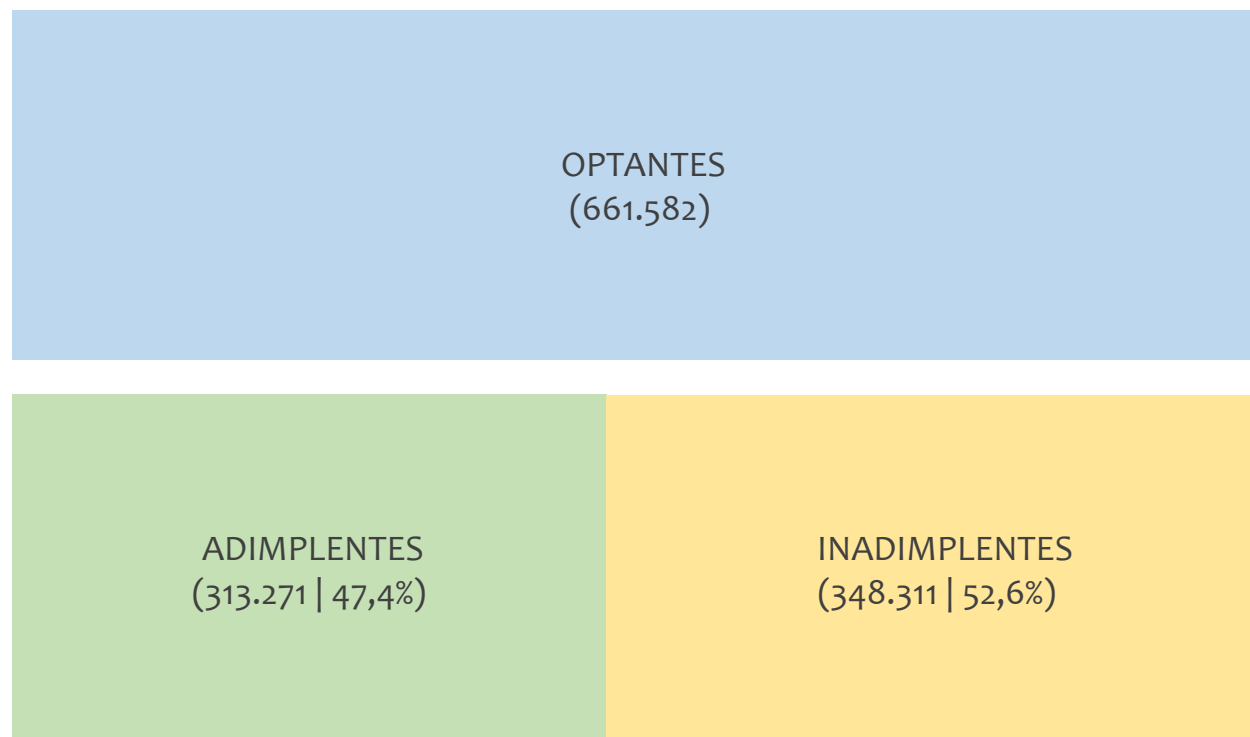 OPTANTES
(661.582)
ADIMPLENTES
(313.271 | 47,4%)
INADIMPLENTES
(348.311 | 52,6%)